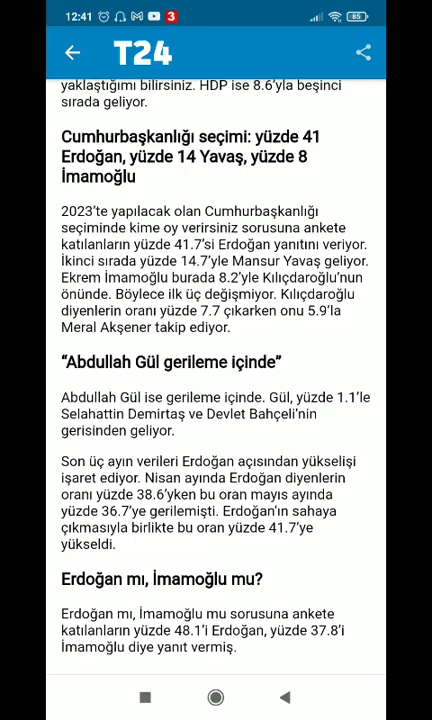 12:41 3 85
T24
yaklaştığımı bilirsiniz. HDP ise 8.6'yla beşinci
sırada geliyor.
Cumhurbaşkanlığı seçimi: yüzde 41
Erdoğan, yüzde 14 Yavaş, yüzde 8
İmamoğlu
2023'te yapılacak olan Cumhurbaşkanlığı
seçiminde kime oy verirsiniz sorusuna ankete
katılanların yüzde 41.7'si Erdoğan yanıtını veriyor.
İkinci sırada yüzde 14.7'yle Mansur Yavaş geliyor.
Ekrem İmamoğlu burada 8.2'yle Kılıçdaroğlu'nun
önünde. Böylece ilk üç değişmiyor. Kılıçdaroğlu
diyenlerin oranı yüzde 7.7 çıkarken onu 5.9'la
Meral Akşener takip ediyor.
“Abdullah Gül gerileme içinde”
Abdullah Gül ise gerileme içinde. Gül, yüzde 1.1'le
Selahattin Demirtaş ve Devlet Bahçeli'nin
gerisinden geliyor.
Son üç ayın verileri Erdoğan açısından yükselişi
işaret ediyor. Nisan ayında Erdoğan diyenlerin
oranı yüzde 38.6'yken bu oran mayıs ayında
yüzde 36.7'ye gerilemişti. Erdoğan'ın sahaya
çıkmasıyla birlikte bu oran yüzde 41.7'ye
yükseldi.
Erdoğan mı, İmamoğlu mu?
Erdoğan mı, İmamoğlu mu sorusuna ankete
katılanların yüzde 48.1'i Erdoğan, yüzde 37.8'i
İmamoğlu diye yanıt vermiş.